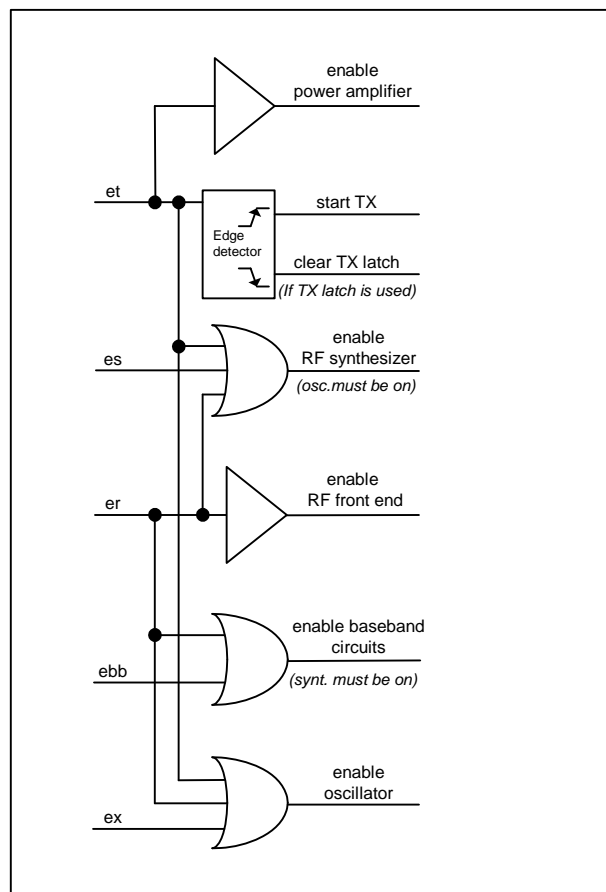 enable
power amplifier
et
start TX
Edge
detector
clear TX latch
(If TX latch is used)
enable
RF synthesizer
es
(osc.must be on)
enable
RF front end
er
enable baseband
circuits
ebb
(synt. must be on)
enable
oscillator
ex